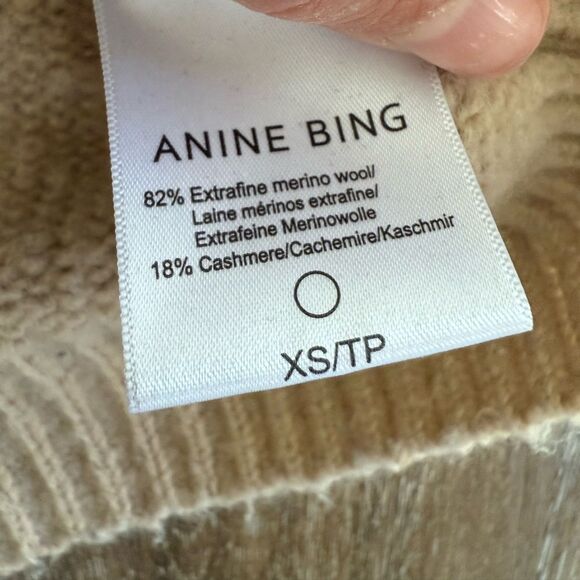 ANINE BING
82% Extrafine merino wool/
Laine mérinos extrafine/
Extrafeine Merinowolle
18% Cashmere/Cachemire/Kaschmir
XS/TP